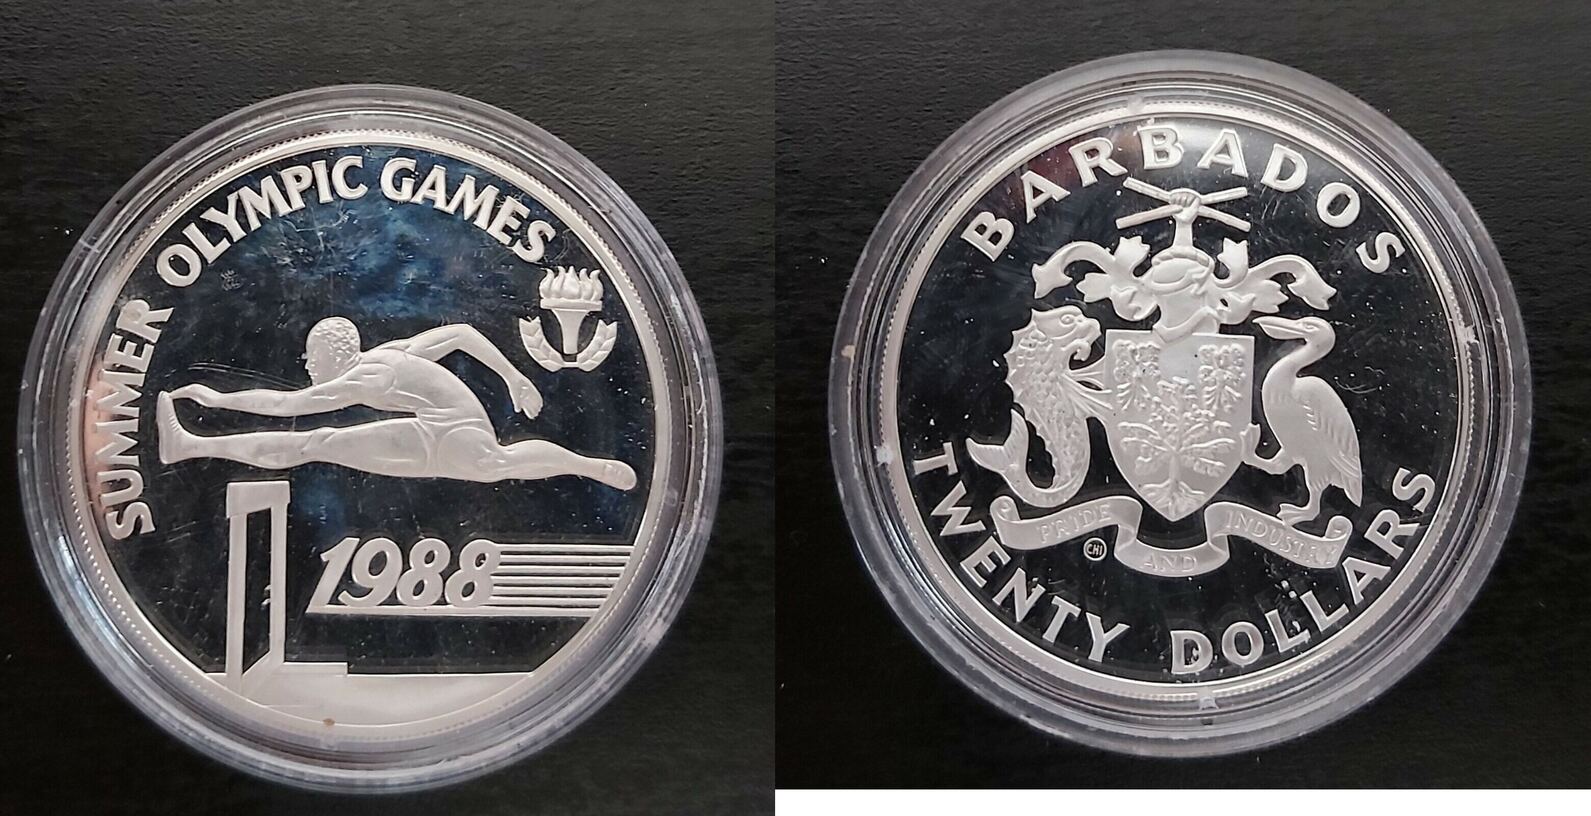 SUMMER OLYMPIC GAMES
1988
BARBADOS
PRIDE AND INDUSTRY
CHI
TWENTY DOLLARS